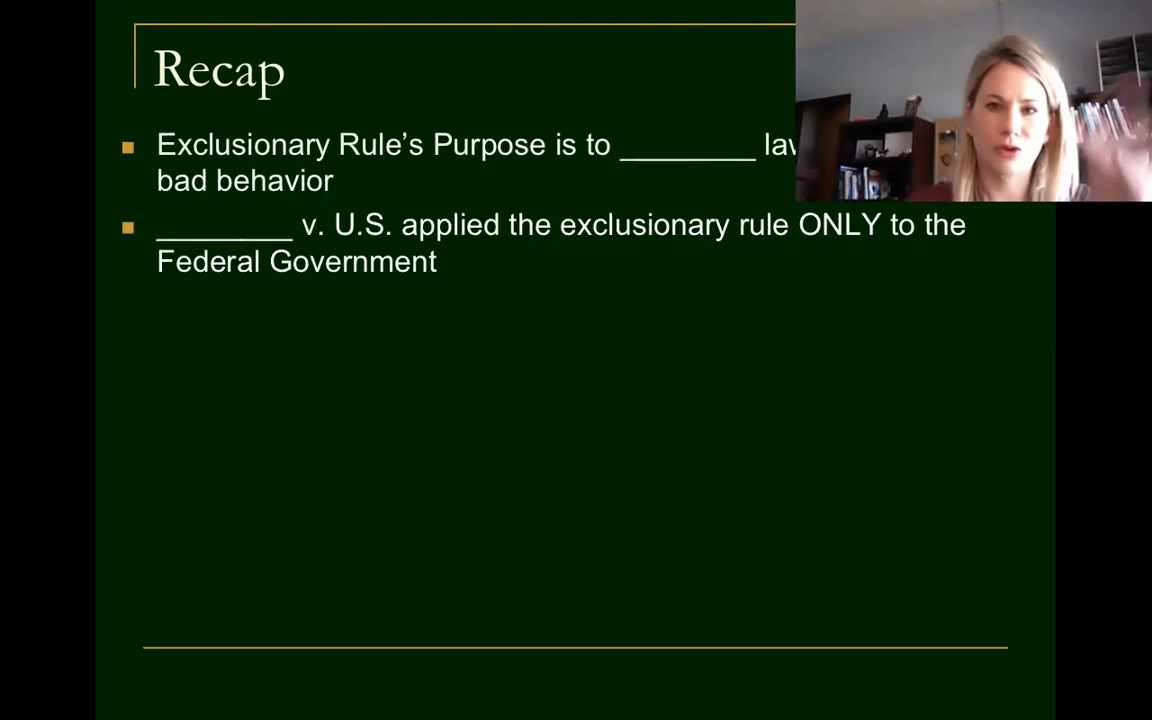 Recap
Exclusionary Rule’s Purpose is to ________
bad behavior
________ v. U.S. applied the exclusionary rule ONLY to the
Federal Government